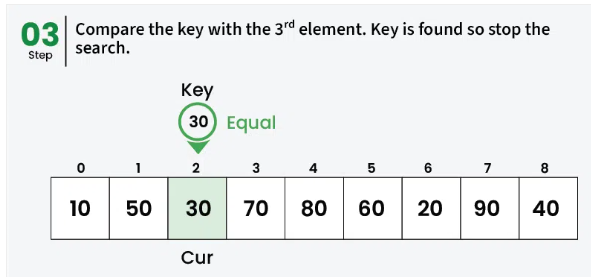 03
Step
Compare the key with the 3rd element. Key is found so stop the
search.
Key
30 Equal
0 1 2 3 4 5 6 7 8
10 50 30 70 80 60 20 90 40
Cur